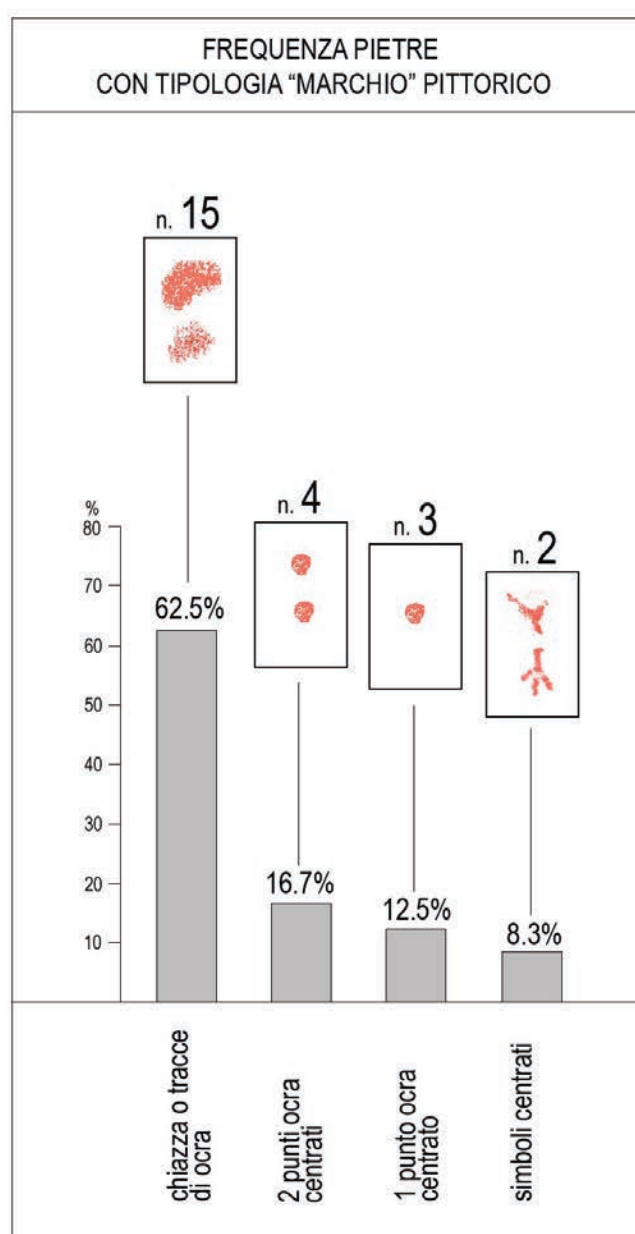 FREQUENZA PIETRE
CON TIPOLOGIA “MARCHIO” PITTORICO
n. 15
n. 4
n. 3
n. 2
%
80
70
60
50
40
30
20
10
62.5%
16.7%
12.5%
8.3%
chiazza o tracce
di ocra
2 punti ocra
centrati
1 punto ocra
centrato
simboli centrati